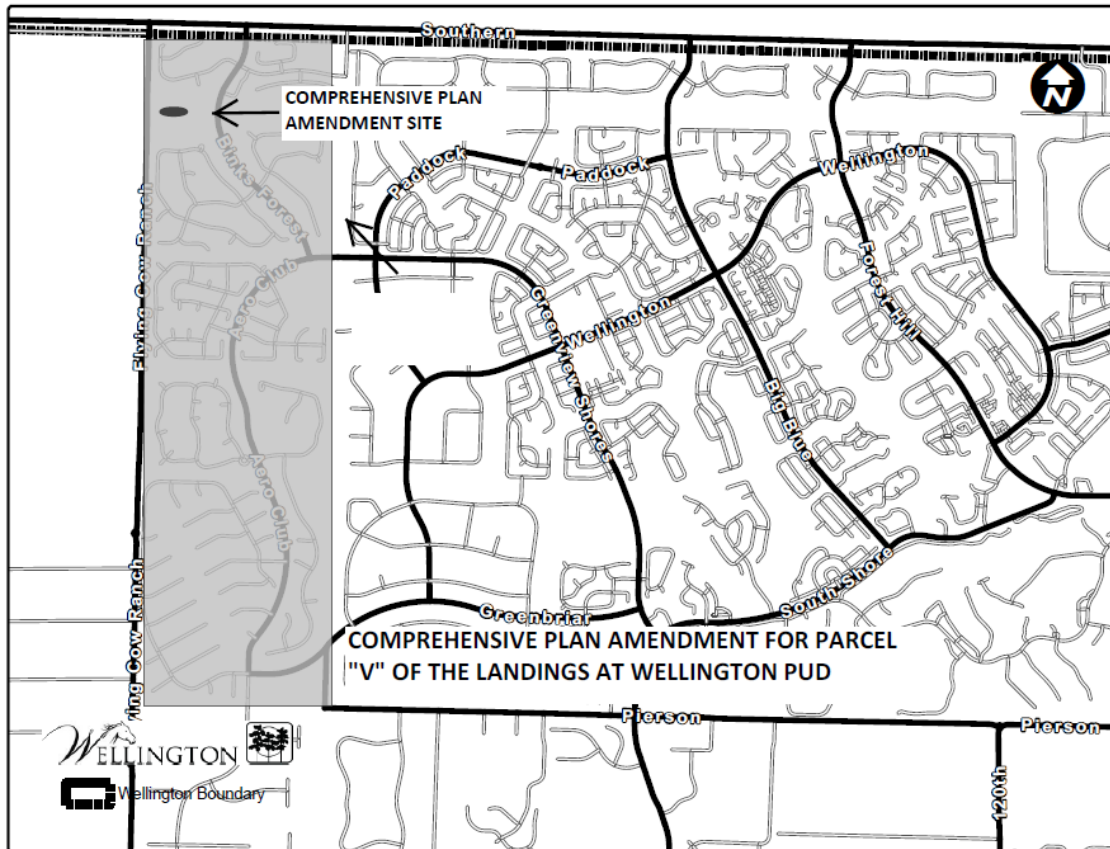 Southern
N
COMPREHENSIVE PLAN
AMENDMENT SITE
Binks Forest
Paddock
Paddock
Wellington
Flying Cow Ranch
Aero Club
Forest Hill
Greenview Shores
Wellington
Big Blue
Aero Club
South Shore
Greenbriar
COMPREHENSIVE PLAN AMENDMENT FOR PARCEL
"V" OF THE LANDINGS AT WELLINGTON PUD
ing Cow Ranch
Pierson
Pierson
WELLINGTON
Wellington Boundary
120th